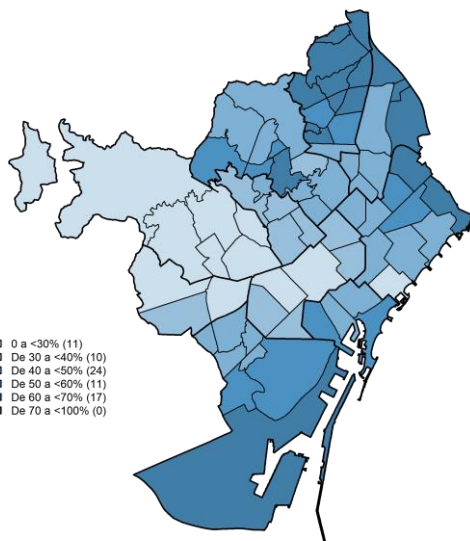 0 a <30% (11)
De 30 a <40% (10)
De 40 a <50% (24)
De 50 a <60% (11)
De 60 a <70% (17)
De 70 a <100% (0)